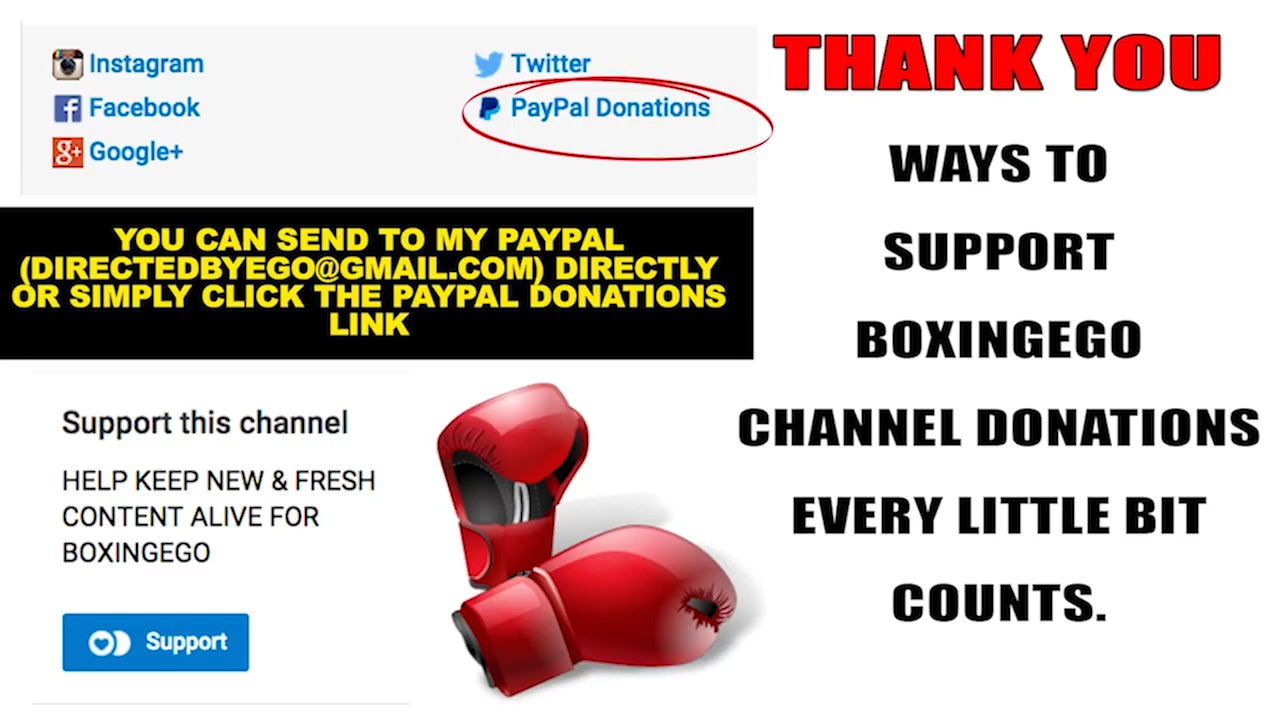 Instagram
Facebook
Google+
Twitter
PayPal Donations
YOU CAN SEND TO MY PAYPAL
(DIRECTEDBYEGO@GMAIL.COM) DIRECTLY
OR SIMPLY CLICK THE PAYPAL DONATIONS
LINK
Support this channel
HELP KEEP NEW & FRESH
CONTENT ALIVE FOR
BOXINGEGO
Support
THANK YOU
WAYS TO
SUPPORT
BOXINGEGO
CHANNEL DONATIONS
EVERY LITTLE BIT
COUNTS.